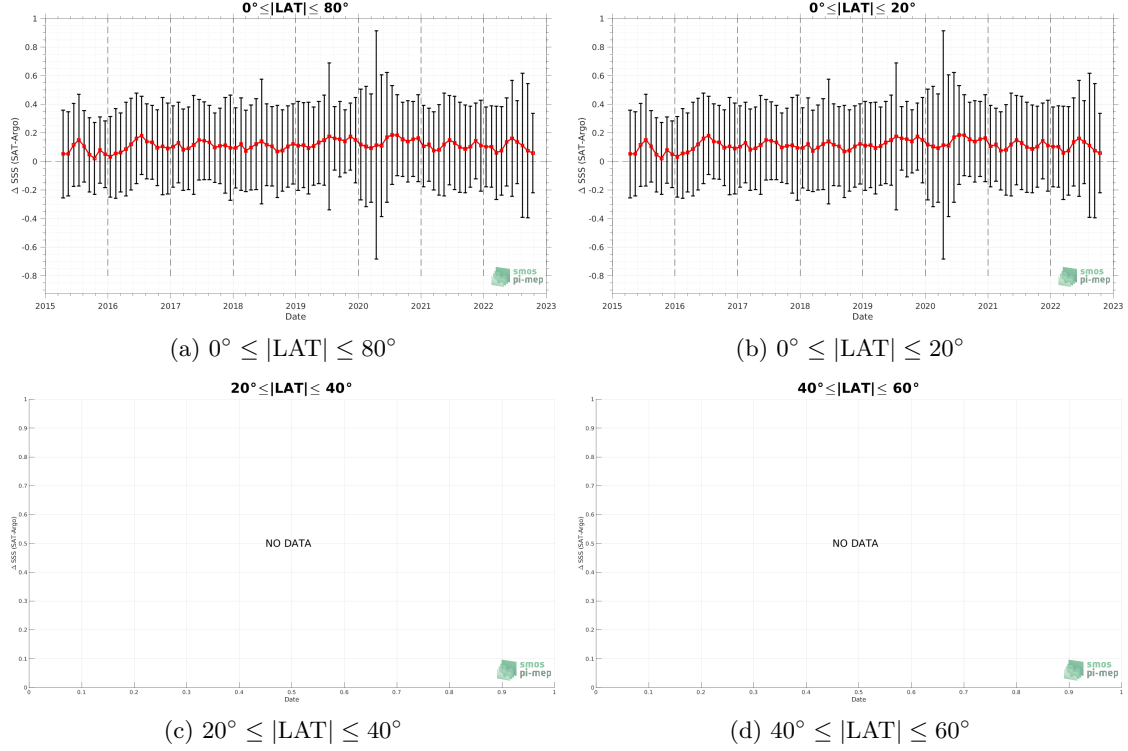 0°≤|LAT|≤ 80°
1
0.8
0.6
0.4
0.2
0
-0.2
-0.4
-0.6
-0.8
Δ SSS (SAT-Argo)
2015 2016 2017 2018 2019 2020 2021 2022 2023
Date
smos
pi-mep
(a) 0° ≤ |LAT| ≤ 80°
0°≤|LAT|≤ 20°
1
0.8
0.6
0.4
0.2
0
-0.2
-0.4
-0.6
-0.8
Δ SSS (SAT-Argo)
2015 2016 2017 2018 2019 2020 2021 2022 2023
Date
smos
pi-mep
(b) 0° ≤ |LAT| ≤ 20°
20°≤|LAT|≤ 40°
1
0.9
0.8
0.7
0.6
0.5
0.4
0.3
0.2
0.1
0
Δ SSS (SAT-Argo)
NO DATA
0 0.1 0.2 0.3 0.4 0.5 0.6 0.7 0.8 0.9 1
Date
smos
pi-mep
(c) 20° ≤ |LAT| ≤ 40°
40°≤|LAT|≤ 60°
1
0.9
0.8
0.7
0.6
0.5
0.4
0.3
0.2
0.1
0
Δ SSS (SAT-Argo)
NO DATA
0 0.1 0.2 0.3 0.4 0.5 0.6 0.7 0.8 0.9 1
Date
smos
pi-mep
(d) 40° ≤ |LAT| ≤ 60°